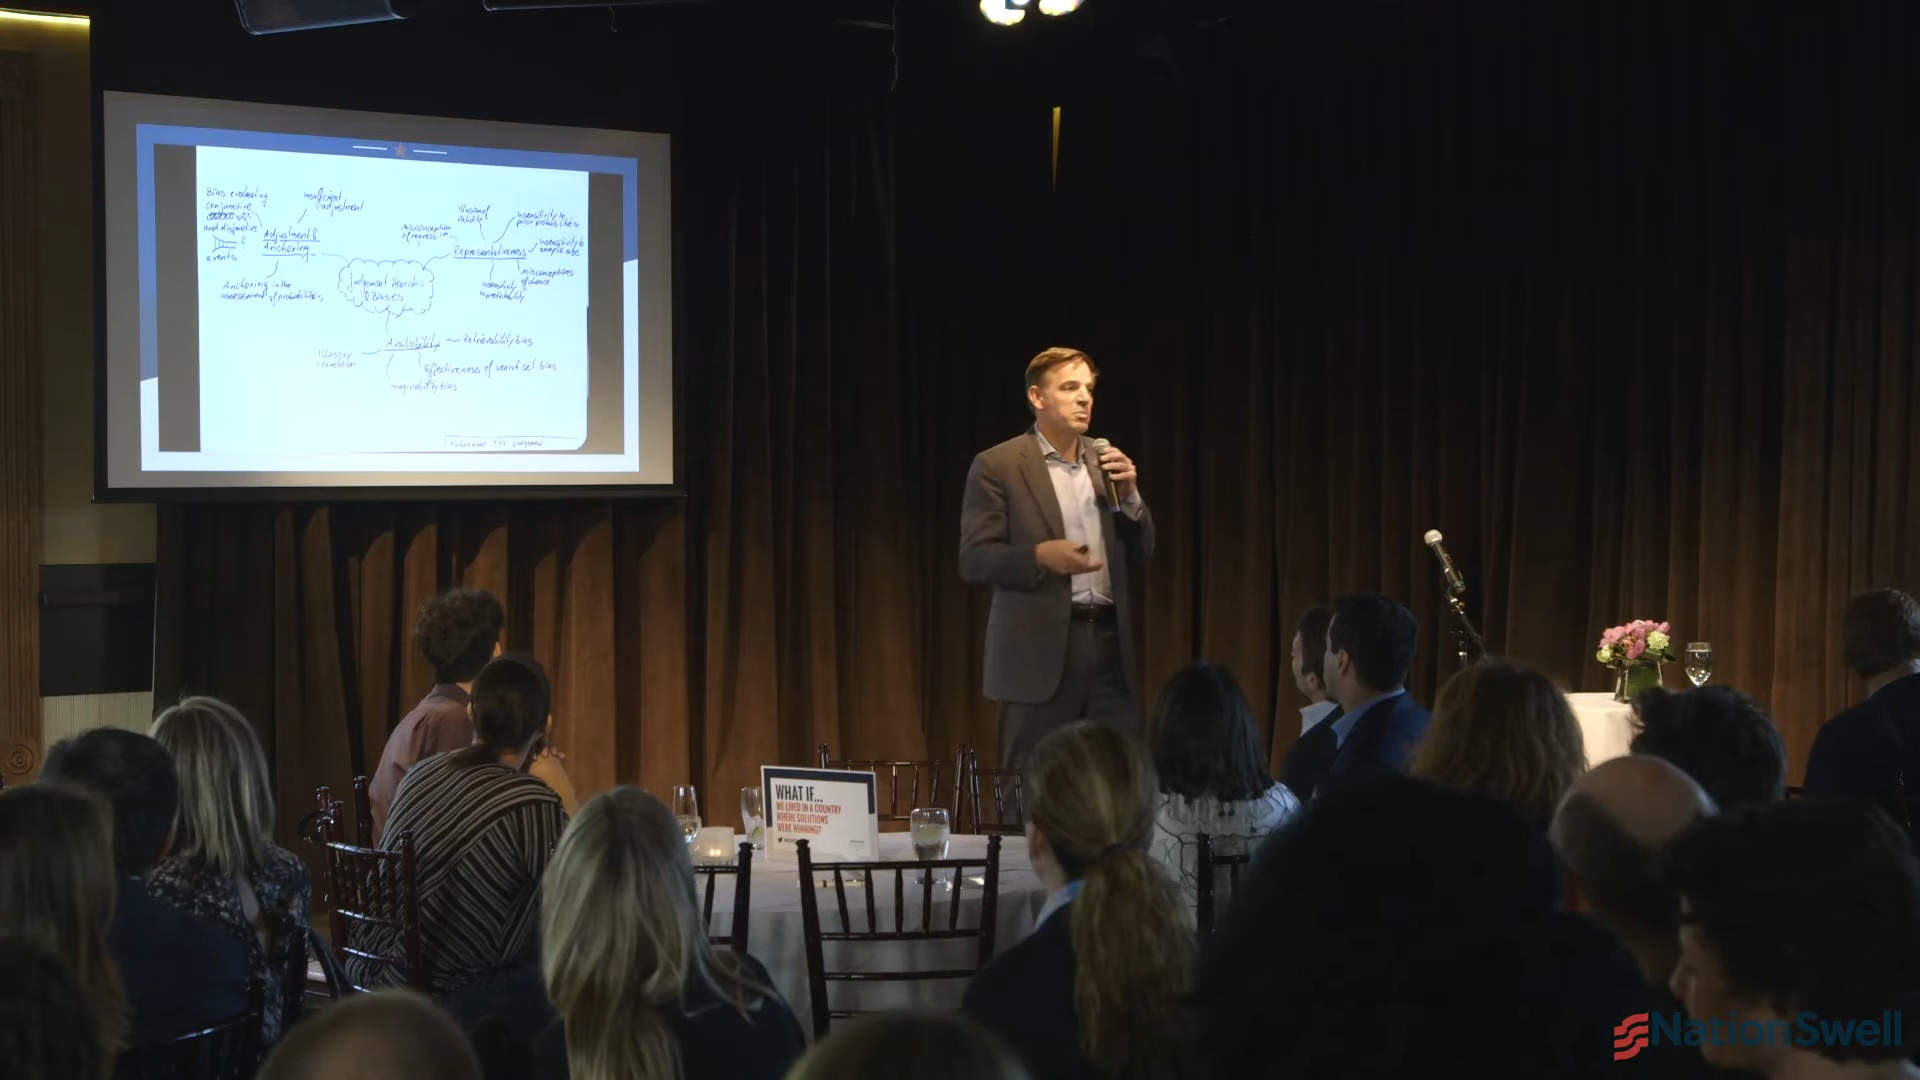 Bias evaluating
conjunctive
and disjunctive
?
events
insufficient
adjustment
Adjustment &
Anchoring
Anchoring in the
assessment of probabilities
Judgement Heuristics
& Biases
Misconception
of regression
Illusion of
validity
Insensitivity to
prior probabilities
Representativeness
Insensitivity to
sample size
Misconceptions
of chance
Insensitivity
to predictability
Availability
Retrievability bias
Illusory
correlation
Effectiveness of search set bias
Imaginability bias
WHAT IF...
WE LIVED IN A COUNTRY
WHERE SOLUTIONS
WERE WINNING?
NationSwell